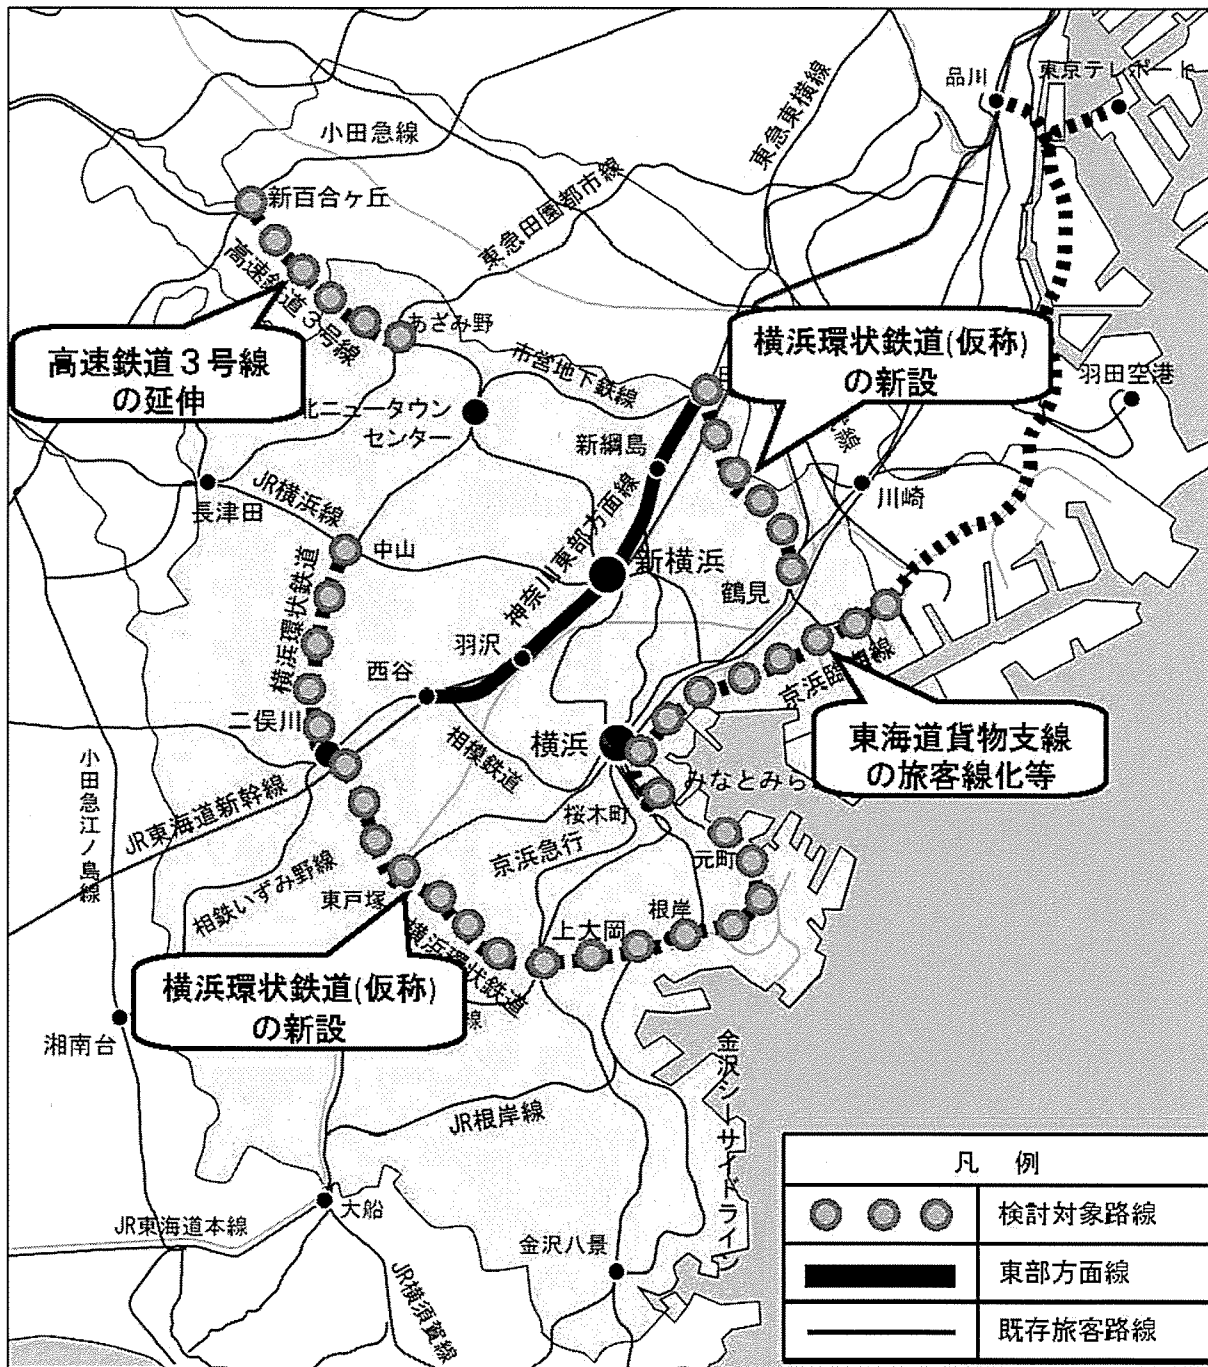 品川
東京テレポート
小田急線
東急東横線
新百合ヶ丘
東急田園都市線
高速鉄道3号線
あざみ野
高速鉄道3号線
の延伸
市営地下鉄線
横浜環状鉄道(仮称)
の新設
羽田空港
北ニュータウン
センター
新綱島
川崎
JR横浜線
長津田
中山
神奈川東部方面線
新横浜
鶴見
横浜環状鉄道
羽沢
西谷
京浜臨海線
二俣川
相模鉄道
横浜
東海道貨物支線
の旅客線化等
小田急江ノ島線
JR東海道新幹線
みなとみら
桜木町
京浜急行
元町
相鉄いずみ野線
東戸塚
根岸
上大岡
横浜環状鉄道
横浜環状鉄道(仮称)
の新設
線
湘南台
金沢シーサイドライン
JR根岸線
大船
JR東海道本線
金沢八景
JR横須賀線
凡 例
検討対象路線
東部方面線
既存旅客路線